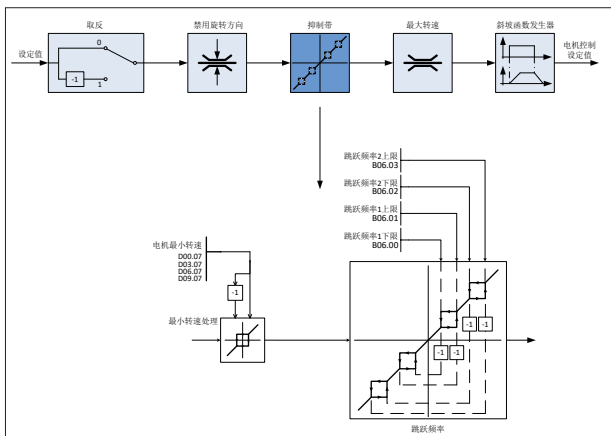 取反
禁用旋转方向
抑制带
最大转速
斜坡函数发生器
设定值
0
-1
1
电机控制
设定值
跳跃频率2上限
B06.03
跳跃频率2下限
B06.02
跳跃频率1上限
B06.01
跳跃频率1下限
B06.00
电机最小转速
D00.07
D03.07
D06.07
D09.07
-1
最小转速处理
-1 -1
-1 -1
跳跃频率